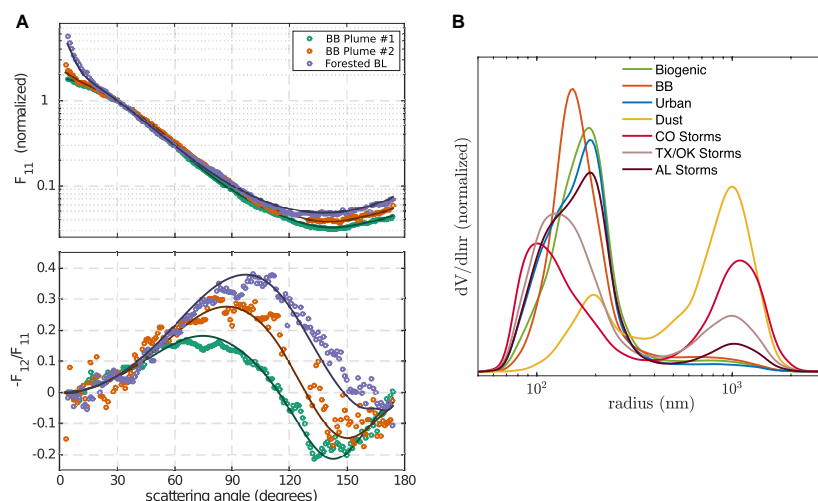 A
F11 (normalized)
1
0.1
BB Plume #1
BB Plume #2
Forested BL
-F12/F11
0.4
0.3
0.2
0.1
0
-0.1
-0.2
0 30 60 90 120 150 180
scattering angle (degrees)
B
dV/dlnr (normalized)
Biogenic
BB
Urban
Dust
CO Storms
TX/OK Storms
AL Storms
10² 10³
radius (nm)